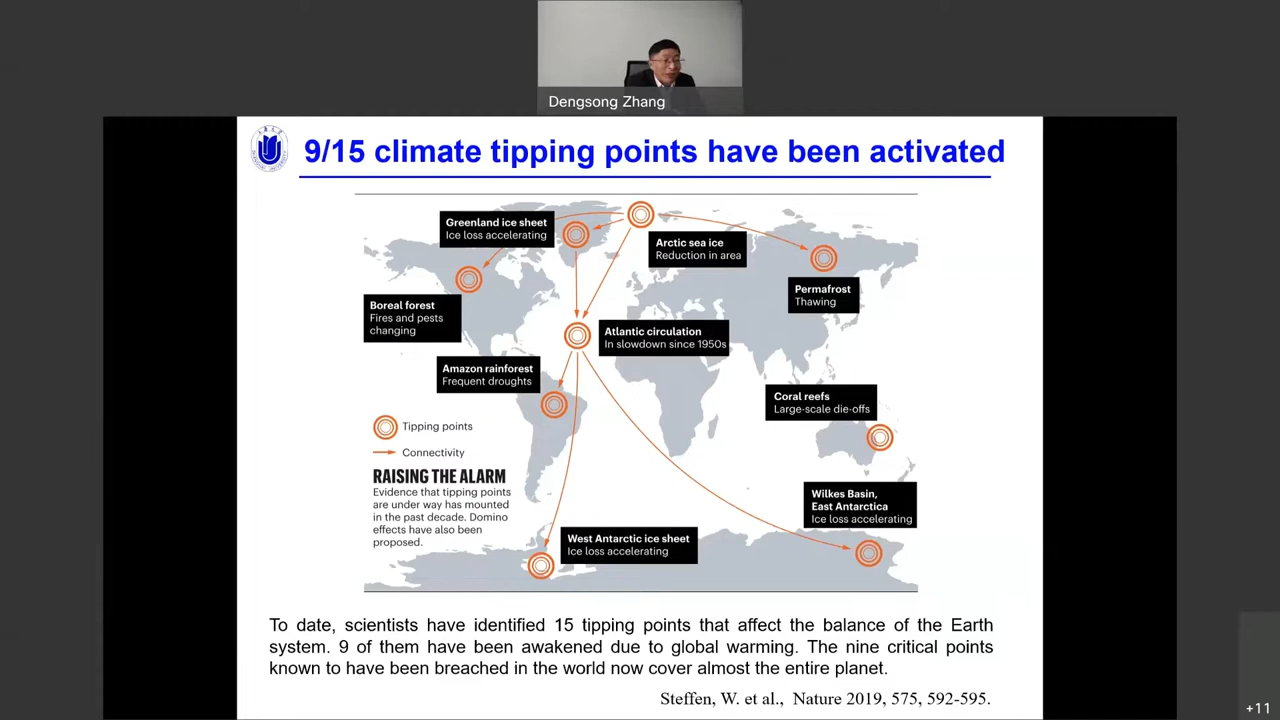 Dengsong Zhang
9/15 climate tipping points have been activated
Greenland ice sheet
Ice loss accelerating
Arctic sea ice
Reduction in area
Permafrost
Thawing
Boreal forest
Fires and pests
changing
Atlantic circulation
In slowdown since 1950s
Amazon rainforest
Frequent droughts
Coral reefs
Large-scale die-offs
Tipping points
Connectivity
RAISING THE ALARM
Evidence that tipping points
are under way has mounted
in the past decade. Domino
effects have also been
proposed.
Wilkes Basin,
East Antarctica
Ice loss accelerating
West Antarctic ice sheet
Ice loss accelerating
To date, scientists have identified 15 tipping points that affect the balance of the Earth
system. 9 of them have been awakened due to global warming. The nine critical points
known to have been breached in the world now cover almost the entire planet.
Steffen, W. et al., Nature 2019, 575, 592-595.
+11